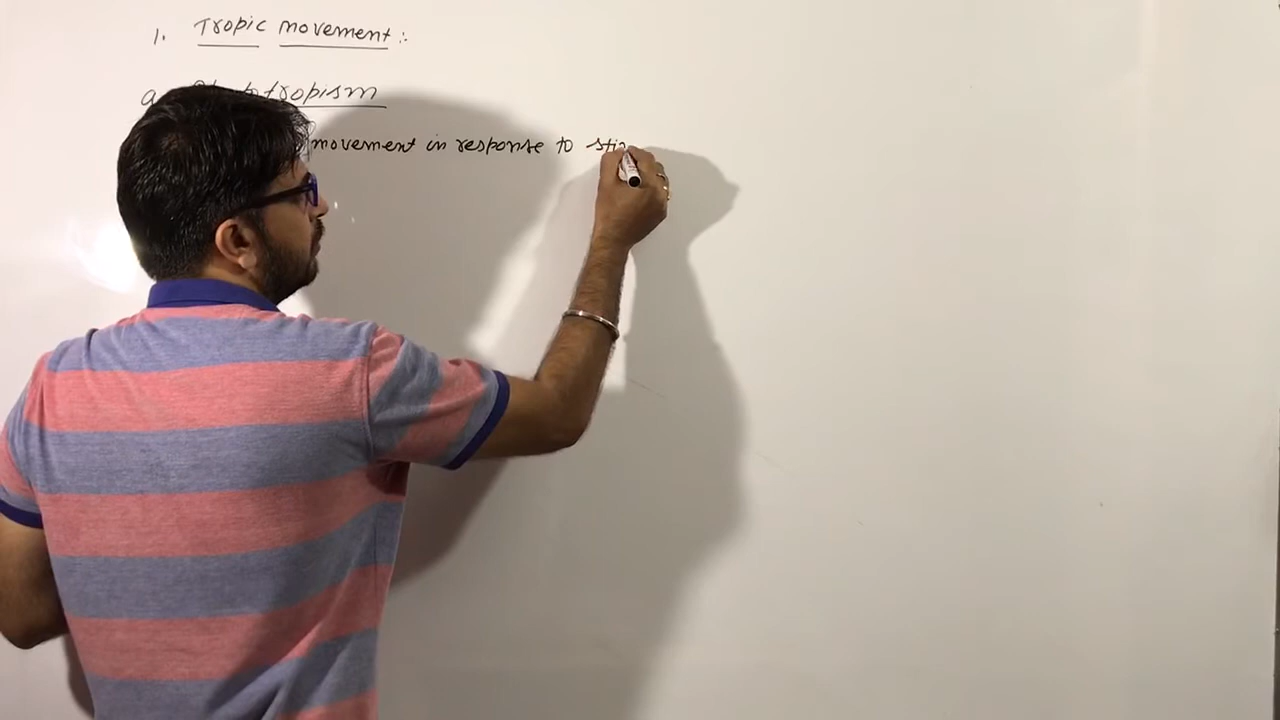 1. Tropic movement :-
a
movement in response to